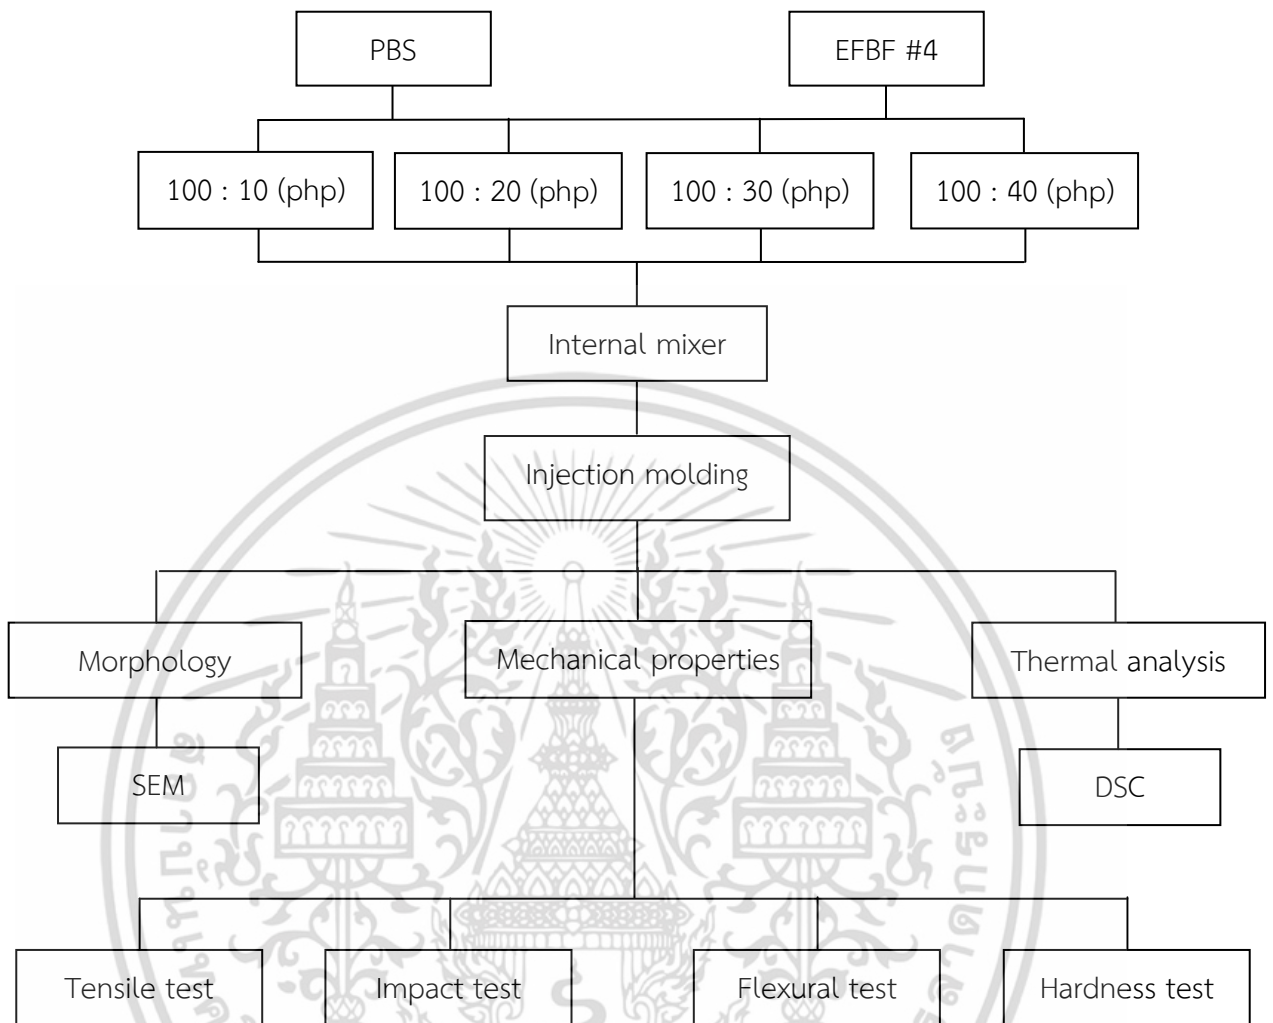 PBS
EFBF #4
100 : 10 (php)
100 : 20 (php)
100 : 30 (php)
100 : 40 (php)
Internal mixer
Injection molding
Morphology
Mechanical properties
Thermal analysis
SEM
DSC
Tensile test
Impact test
Flexural test
Hardness test